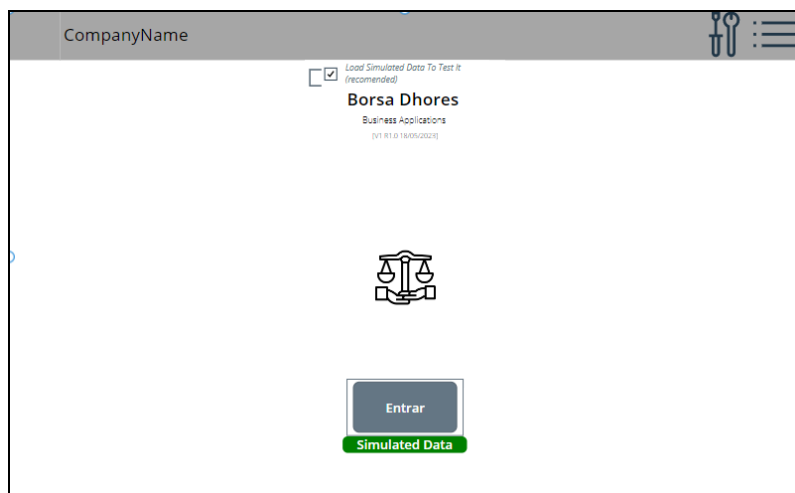 CompanyName
Load Simulated Data To Test It
(recomended)
Borsa Dhores
Business Applications
[V1 R1.0 18/05/2023]
Entrar
Simulated Data